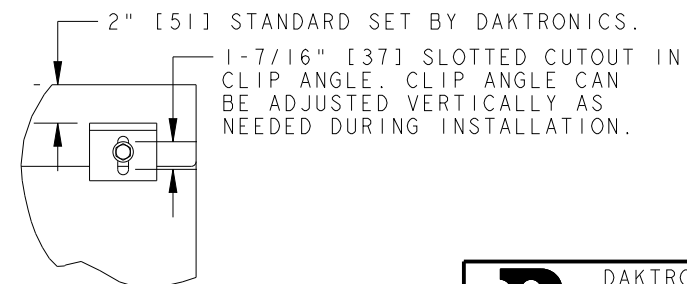 2" [51] STANDARD SET BY DAKTRONICS.
1-7/16" [37] SLOTTED CUTOUT IN
CLIP ANGLE. CLIP ANGLE CAN
BE ADJUSTED VERTICALLY AS
NEEDED DURING INSTALLATION.
DAKTRO